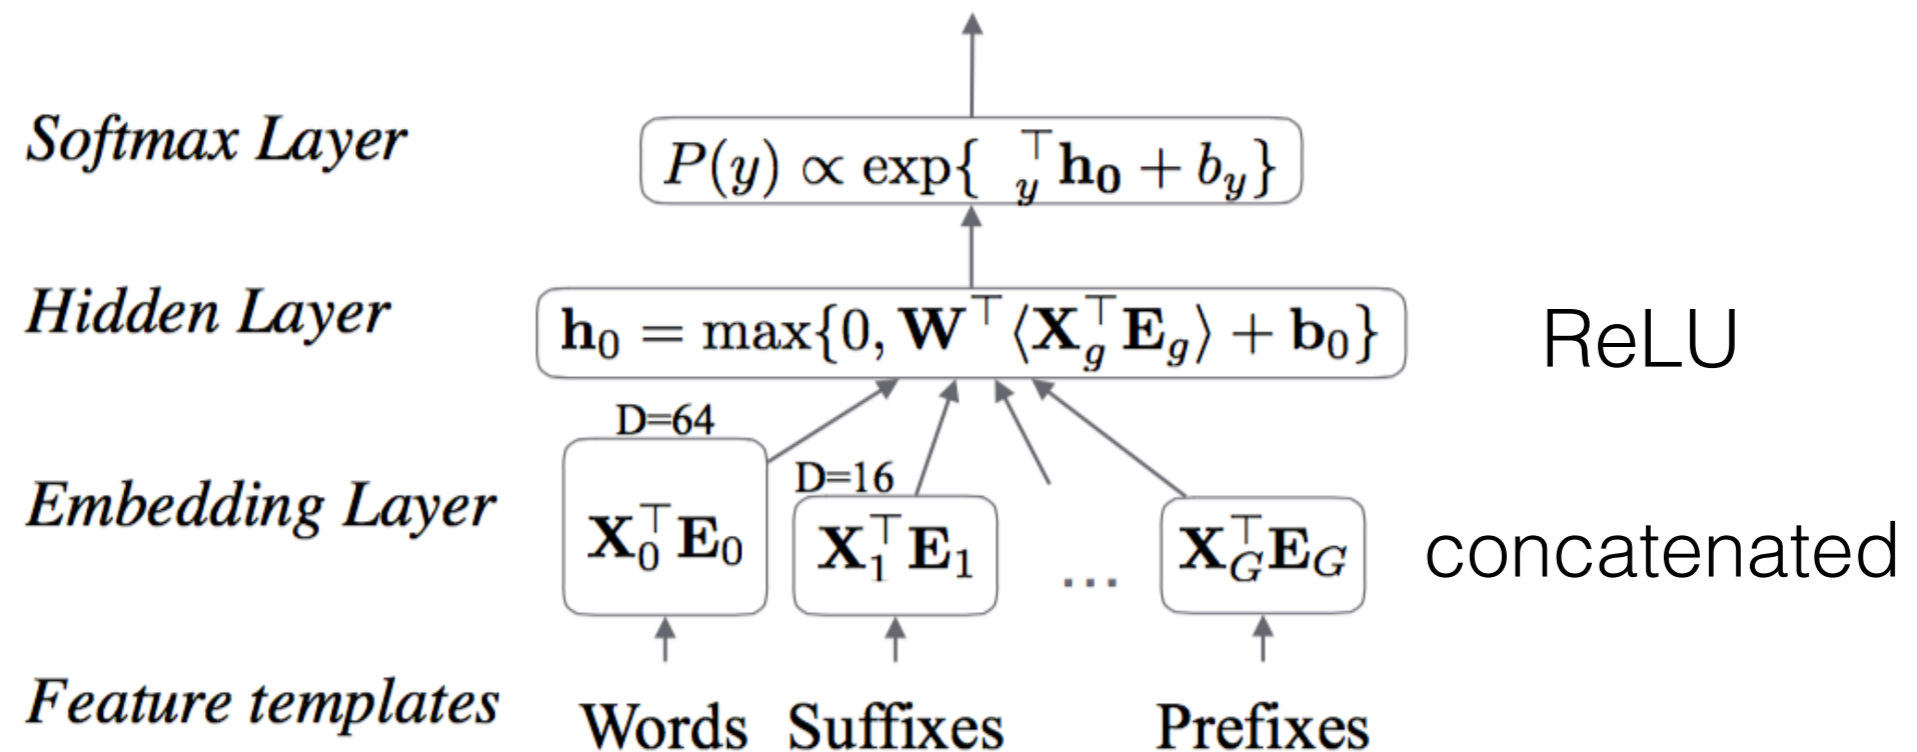 Softmax Layer
P(y) ∝ exp{ ⊤y h₀ + b_y}
Hidden Layer
h₀ = max{0, W⊤⟨X_g⊤E_g⟩ + b₀}
ReLU
D=64
D=16
Embedding Layer
X₀⊤E₀
X₁⊤E₁
...
X_G⊤E_G
concatenated
Feature templates
Words
Suffixes
Prefixes